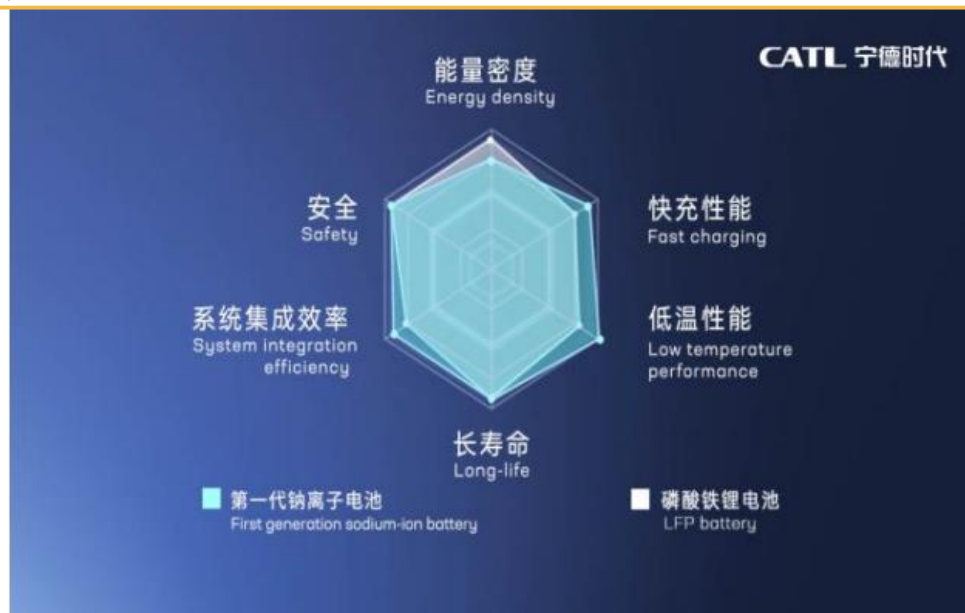 CATL 宁德时代
能量密度
Energy density
安全
Safety
快充性能
Fast charging
系统集成效率
System integration
efficiency
低温性能
Low temperature
performance
长寿命
Long-life
第一代钠离子电池
First generation sodium-ion battery
磷酸铁锂电池
LFP battery